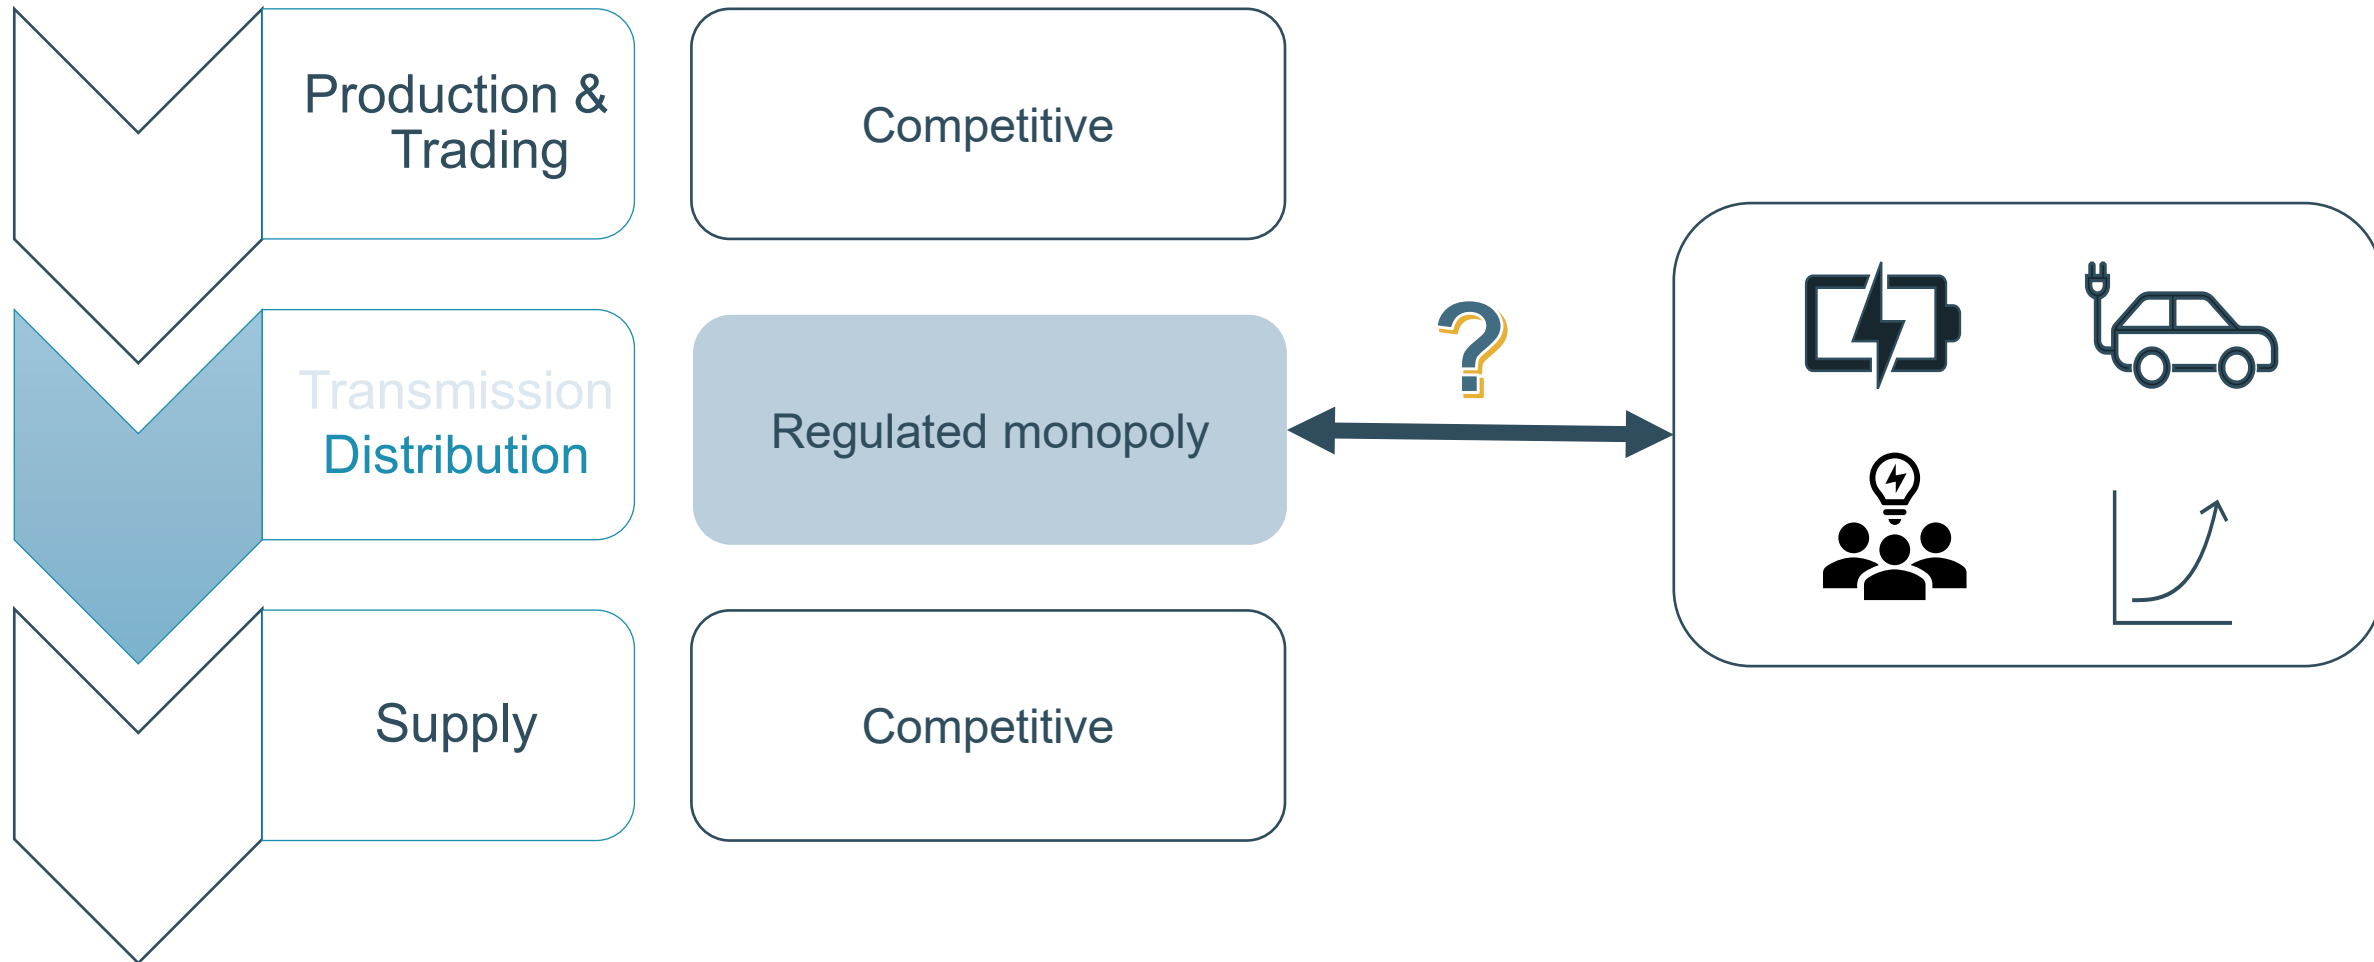 Production &
Trading
Competitive
Transmission
Distribution
Regulated monopoly
?
Supply
Competitive